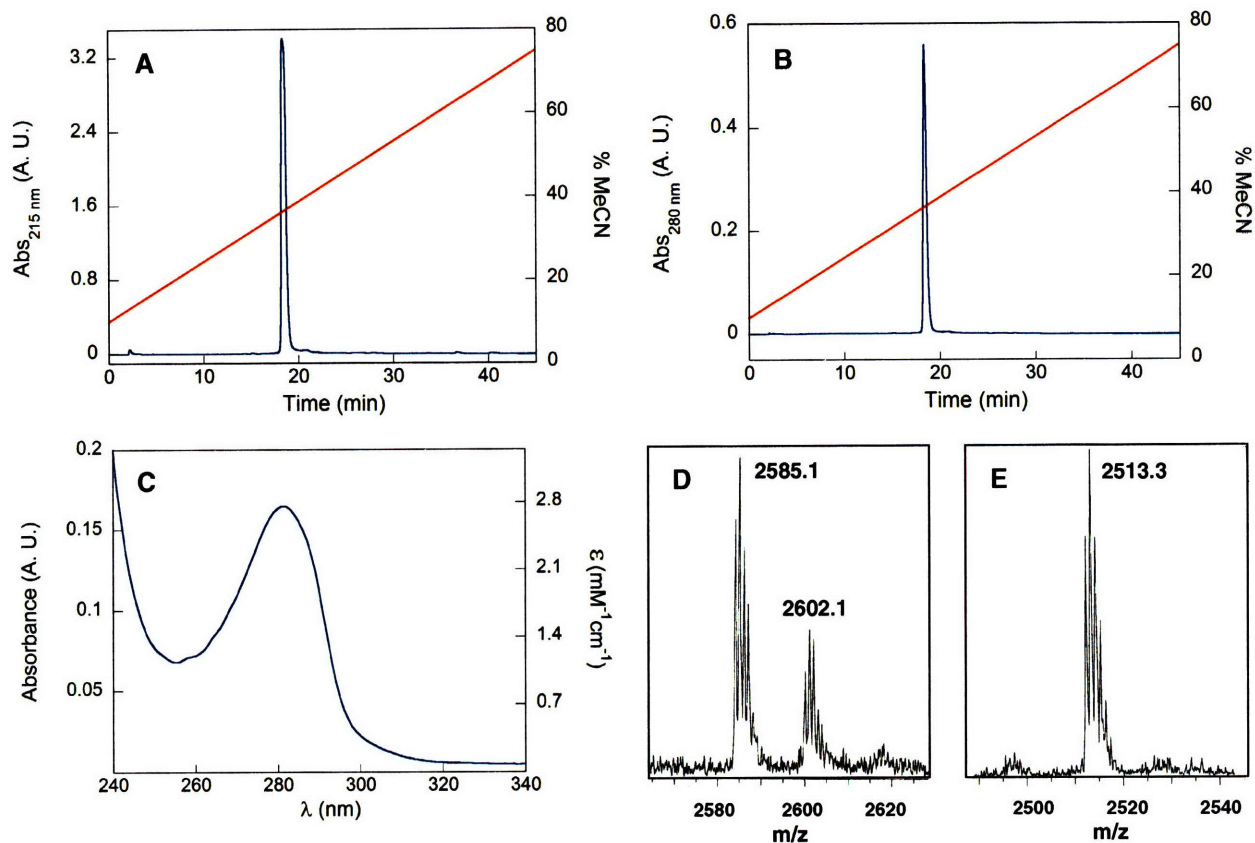 A
Abs215 nm (A. U.)
3.2
2.4
1.6
0.8
0
80
60
40
20
0
% MeCN
0 10 20 30 40
Time (min)
B
Abs280 nm (A. U.)
0.6
0.4
0.2
0
80
60
40
20
0
% MeCN
0 10 20 30 40
Time (min)
C
Absorbance (A. U.)
0.2
0.15
0.1
0.05
2.8
2.1
1.4
0.7
ε (mM-1cm-1)
240 260 280 300 320 340
λ (nm)
D
2585.1
2602.1
2580 2600 2620
m/z
E
2513.3
2500 2520 2540
m/z